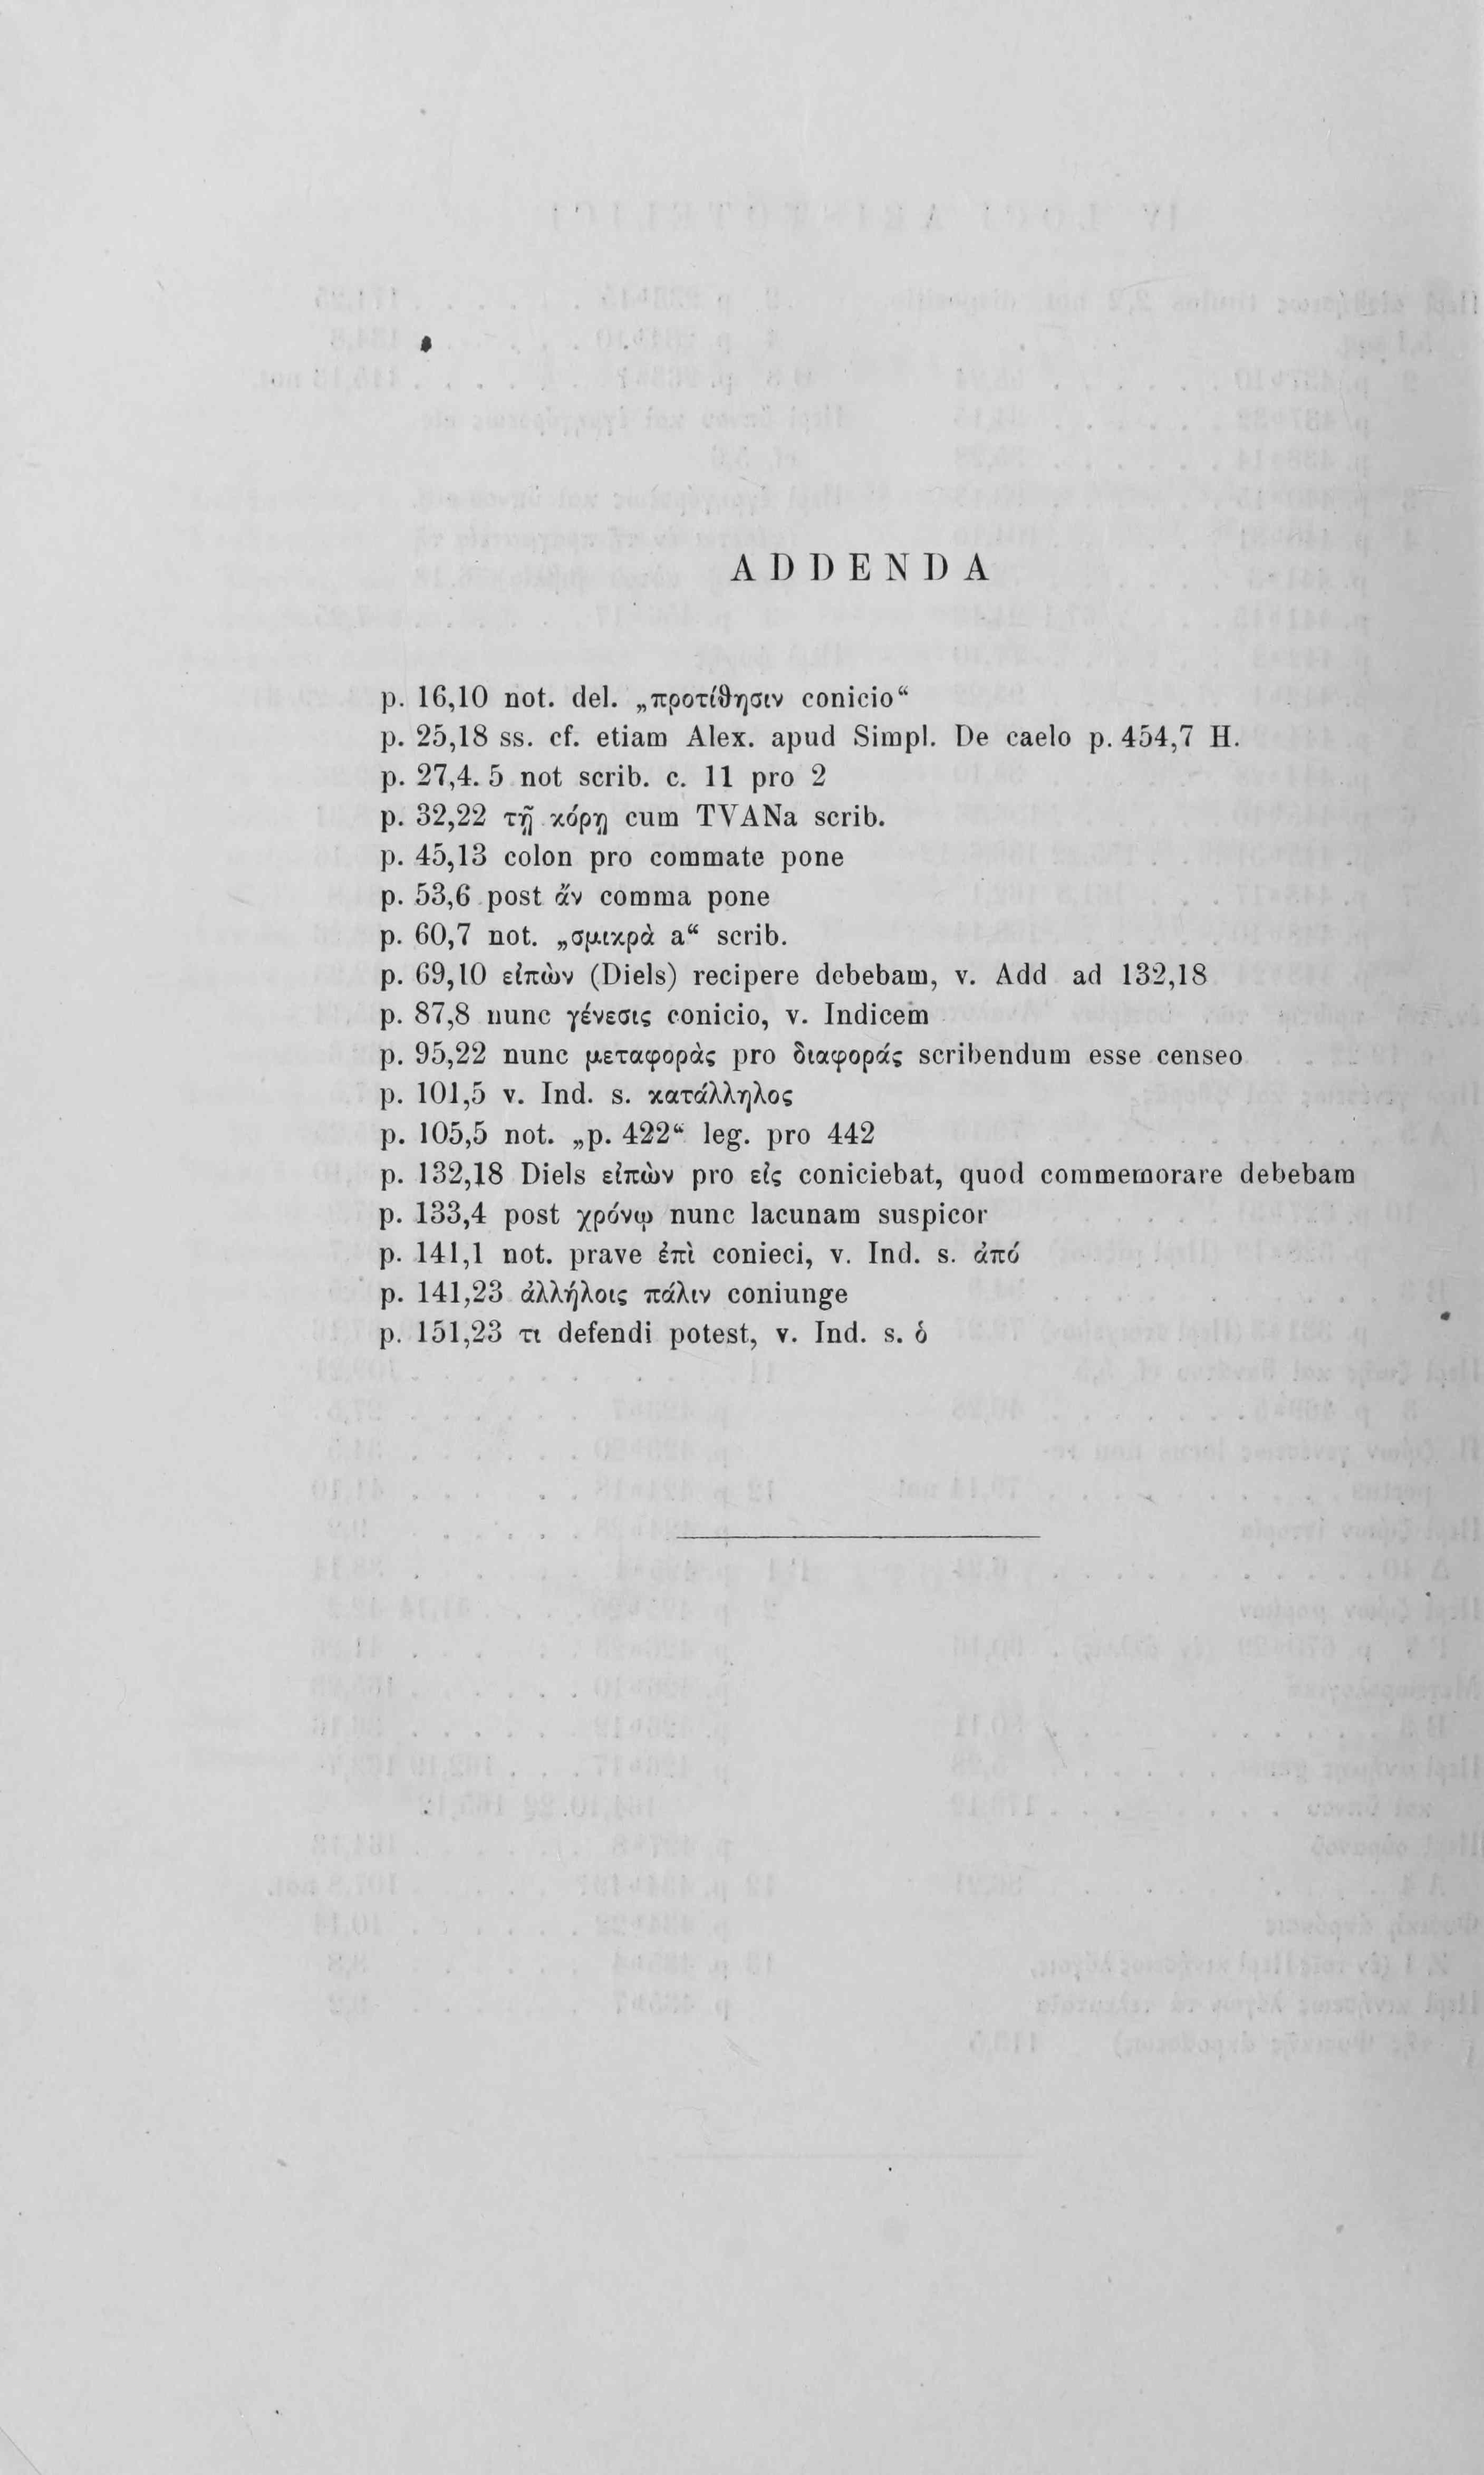 ADDENDA
p. 16,10 not. del. „προτίθησιν conicio“
p. 25,18 ss. cf. etiam Alex. apud Simpl. De caelo p. 454,7 H.
p. 27,4. 5 not scrib. c. 11 pro 2
p. 32,22 τῇ κόρῃ cum TVANa scrib.
p. 45,13 colon pro commate pone
p. 53,6 post ἄν comma pone
p. 60,7 not. „σμικρὰ a“ scrib.
p. 69,10 εἰπὼν (Diels) recipere debebam, v. Add ad 132,18
p. 87,8 nunc γένεσις conicio, v. Indicem
p. 95,22 nunc μεταφορὰς pro διαφοράς scribendum esse censeo
p. 101,5 v. Ind. s. κατάλληλος
p. 105,5 not. „p. 422“ leg. pro 442
p. 132,18 Diels εἰπὼν pro εἰς coniciebat, quod commemorare debebam
p. 133,4 post χρόνῳ nunc lacunam suspicor
p. 141,1 not. prave ἐπὶ conieci, v. Ind. s. ἀπό
p. 141,23 ἀλλήλοις πάλιν coniunge
p. 151,23 τι defendi potest, v. Ind. s. ὁ